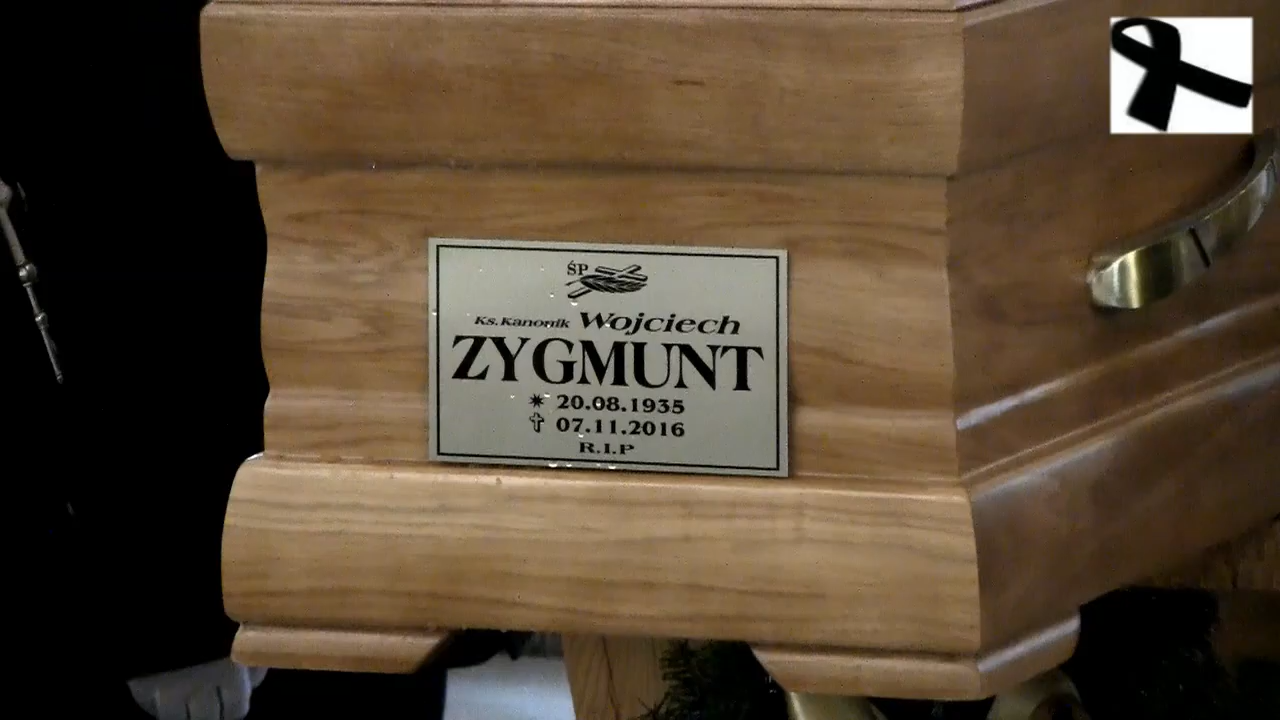 ŚP
Ks. Kanonik Wojciech
ZYGMUNT
20.08.1935
07.11.2016
R.I.P